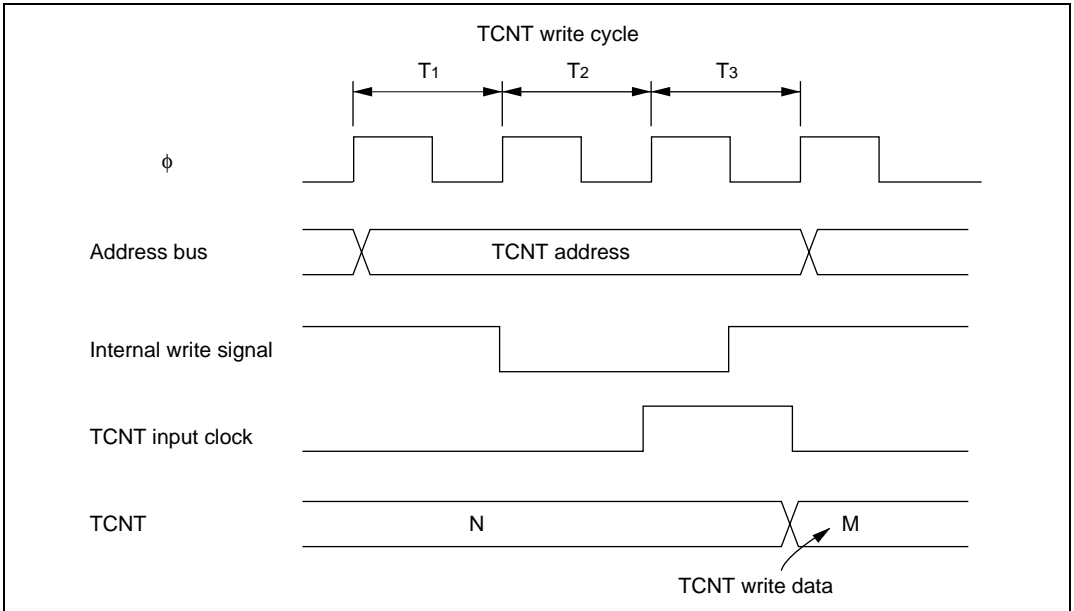 TCNT write cycle
T1 T2 T3
φ
Address bus
TCNT address
Internal write signal
TCNT input clock
TCNT
N
M
TCNT write data